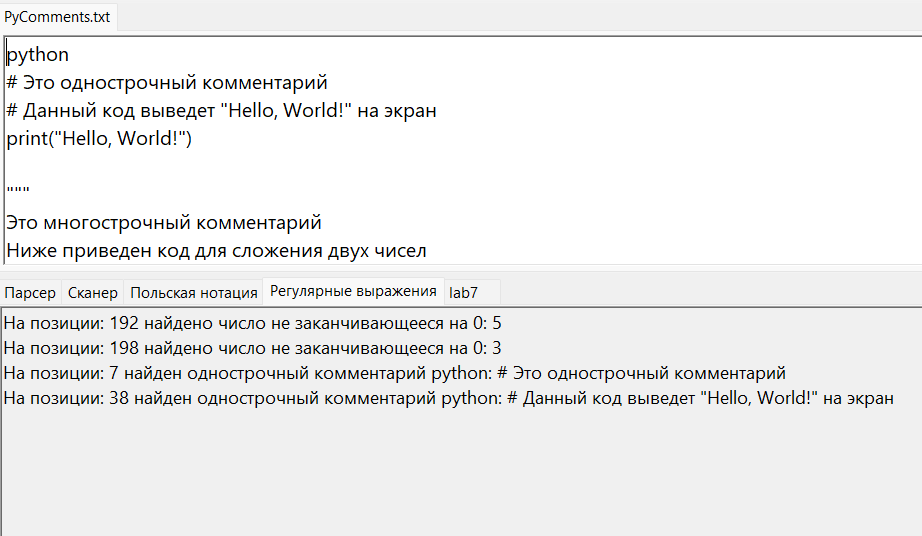 PyComments.txt
python
# Это однострочный комментарий
# Данный код выведет "Hello, World!" на экран
print("Hello, World!")
"""
Это многострочный комментарий
Ниже приведен код для сложения двух чисел
Парсер Сканер Польская нотация Регулярные выражения lab7
На позиции: 192 найдено число не заканчивающееся на 0: 5
На позиции: 198 найдено число не заканчивающееся на 0: 3
На позиции: 7 найден однострочный комментарий python: # Это однострочный комментарий
На позиции: 38 найден однострочный комментарий python: # Данный код выведет "Hello, World!" на экран